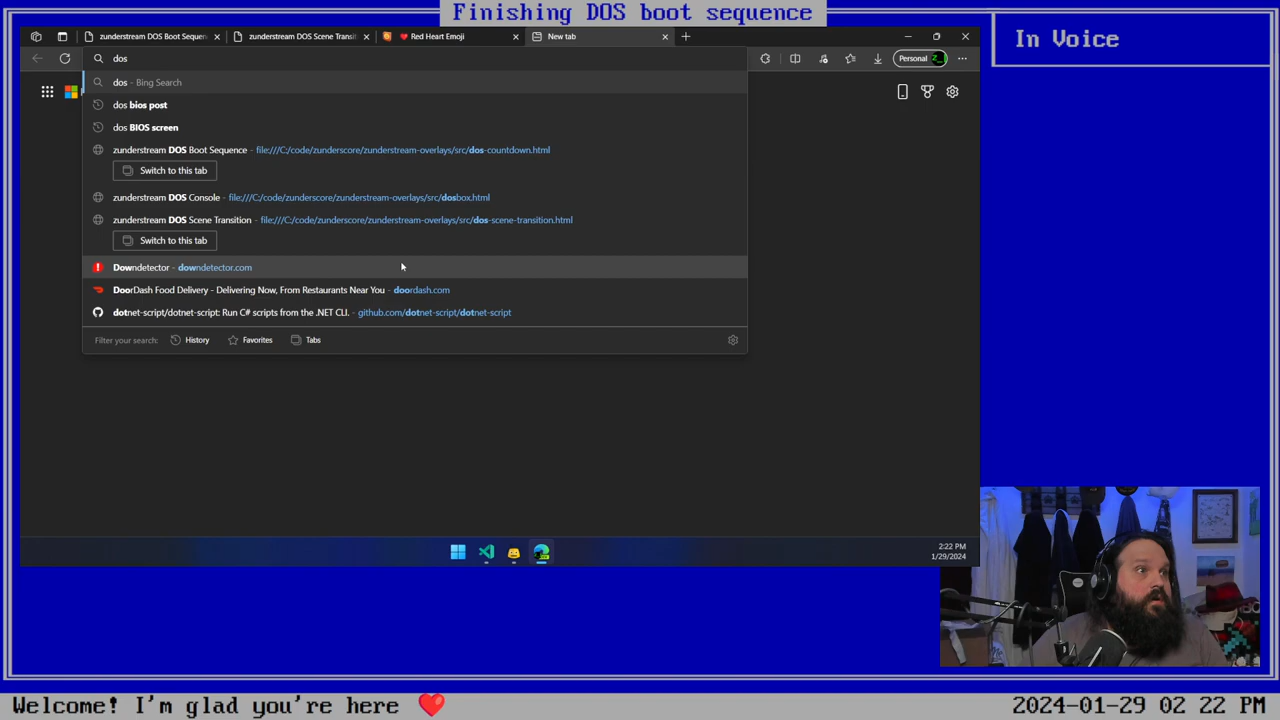 Finishing DOS boot sequence
In Voice
zunderstream DOS Boot Sequen
zunderstream DOS Scene Transit
Red Heart Emoji
New tab
dos
Personal
dos - Bing Search
dos bios post
dos BIOS screen
zunderstream DOS Boot Sequence - file:///C:/code/zunderscore/zunderstream-overlays/src/dos-countdown.html
Switch to this tab
zunderstream DOS Console - file:///C:/code/zunderscore/zunderstream-overlays/src/dosbox.html
zunderstream DOS Scene Transition - file:///C:/code/zunderscore/zunderstream-overlays/src/dos-scene-transition.html
Switch to this tab
Downdetector - downdetector.com
DoorDash Food Delivery - Delivering Now, From Restaurants Near You - doordash.com
dotnet-script/dotnet-script: Run C# scripts from the .NET CLI. - github.com/dotnet-script/dotnet-script
Filter your search: History Favorites Tabs
2:22 PM
1/29/2024
Welcome! I'm glad you're here ❤️
2024-01-29 02 22 PM